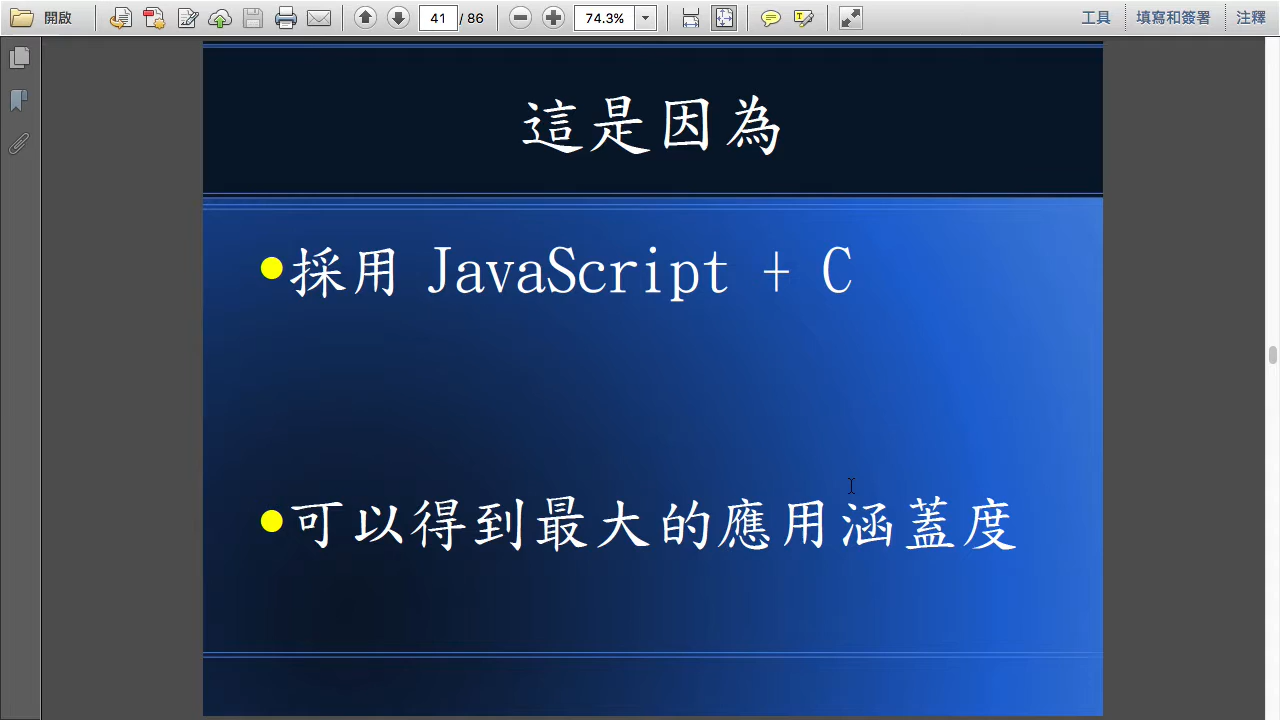 開啟
41 / 86
74.3%
工具
填寫和簽署
注釋
這是因為
採用 JavaScript + C
可以得到最大的應用涵蓋度